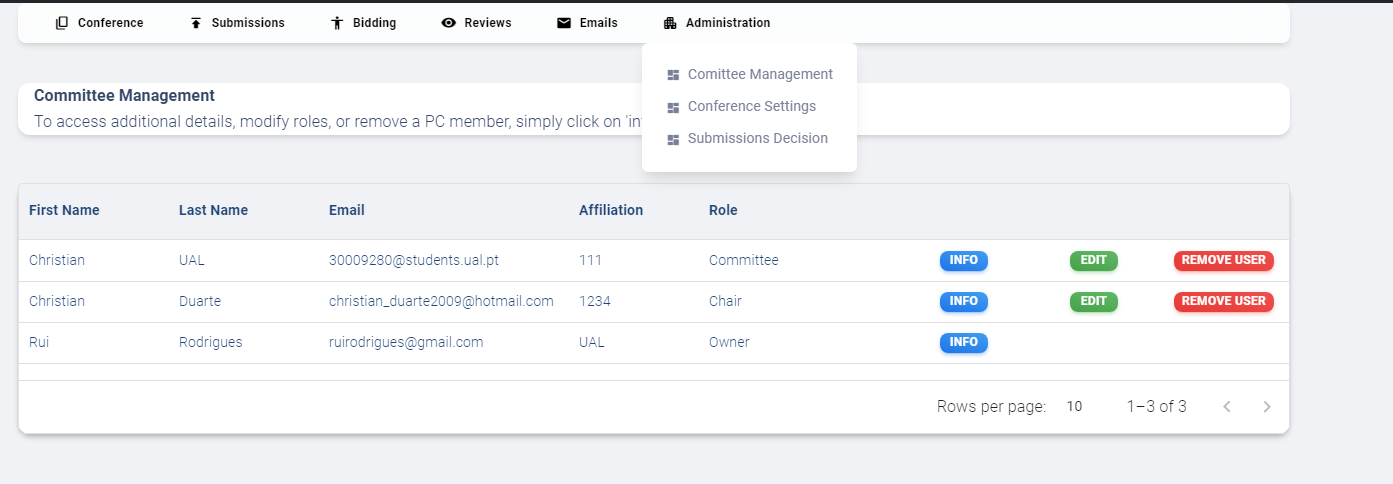 Conference Submissions Bidding Reviews Emails Administration
Comittee Management
Conference Settings
Submissions Decision
Committee Management
To access additional details, modify roles, or remove a PC member, simply click on
First Name Last Name Email Affiliation Role
Christian UAL 30009280@students.ual.pt 111 Committee INFO EDIT REMOVE USER
Christian Duarte christian_duarte2009@hotmail.com 1234 Chair INFO EDIT REMOVE USER
Rui Rodrigues ruirodrigues@gmail.com UAL Owner INFO
Rows per page: 10 1–3 of 3